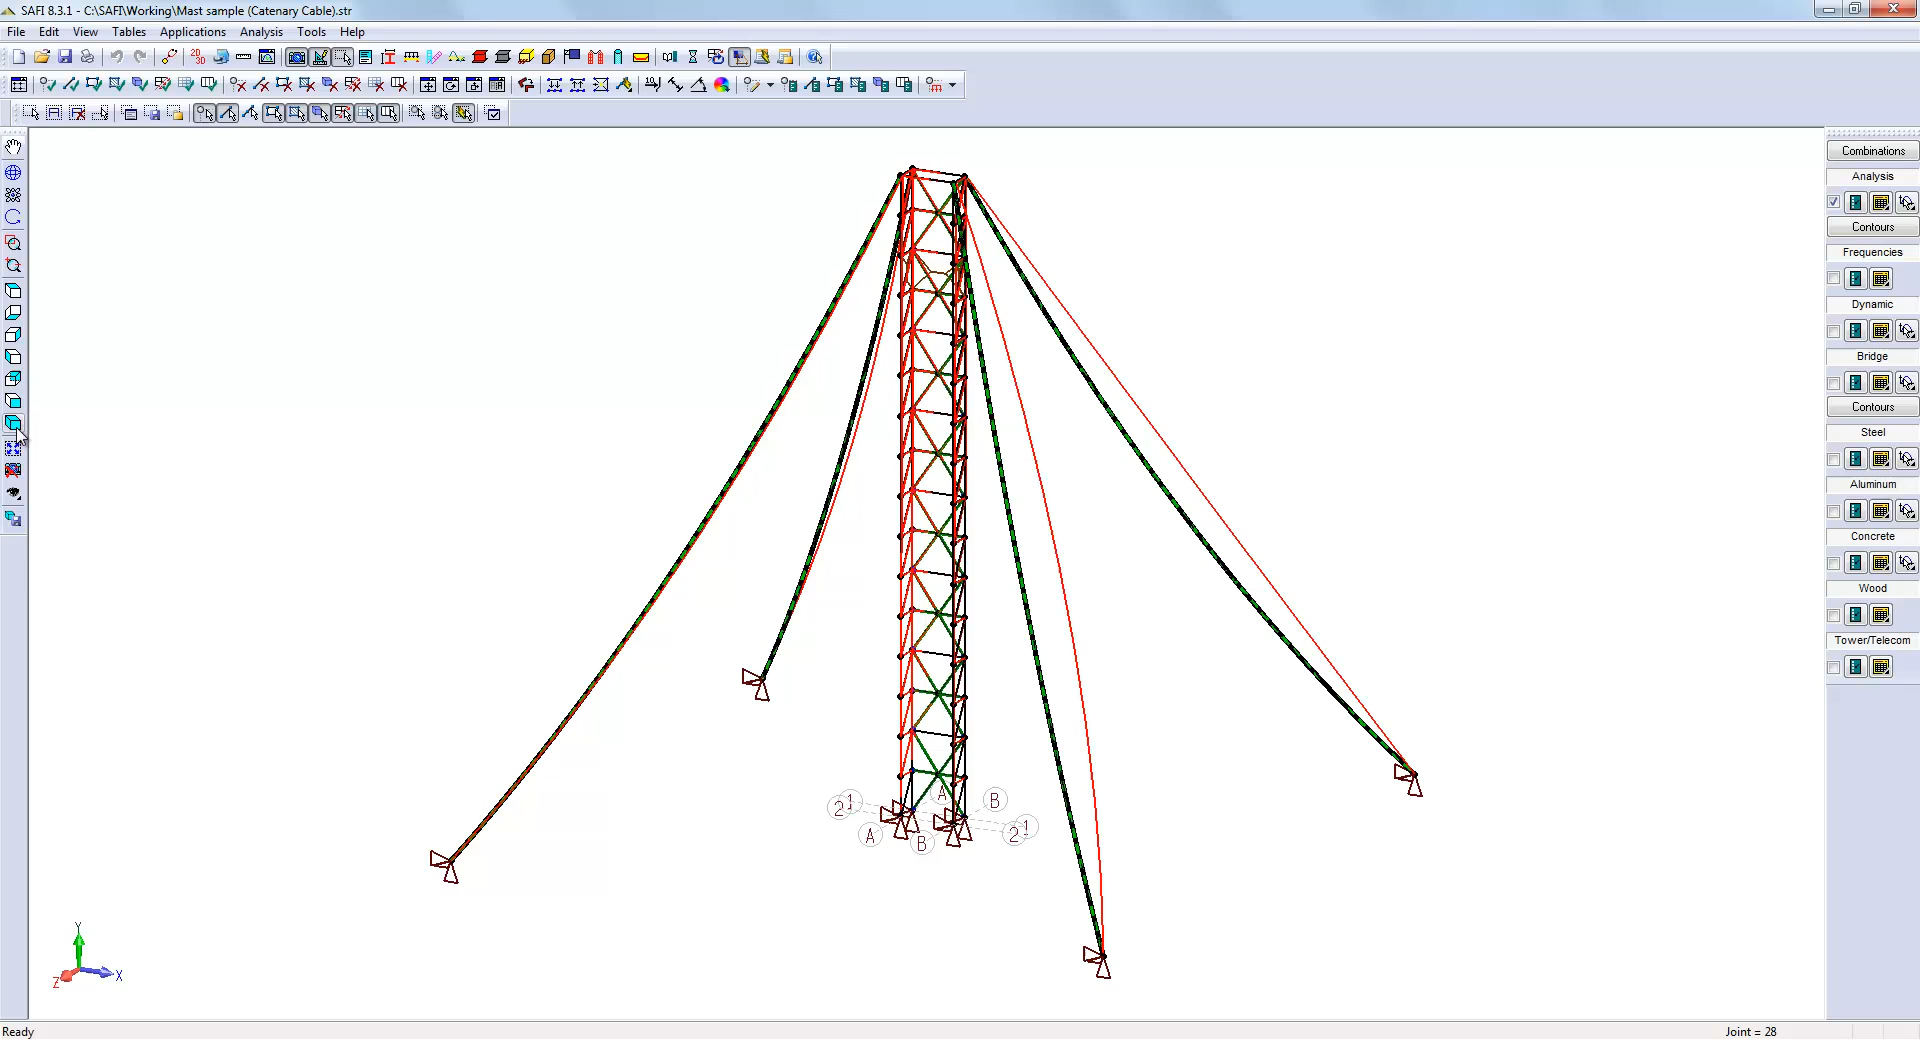 SAFI 8.3.1 - C:\SAFI\Working\Mast sample (Catenary Cable).str
File Edit View Tables Applications Analysis Tools Help
2D
3D
Combinations
Analysis
Contours
Frequencies
Dynamic
Bridge
Contours
Steel
Aluminum
Concrete
Wood
Tower/Telecom
2 1 A B
A B 2 1
Y
Z X
Ready Joint = 28